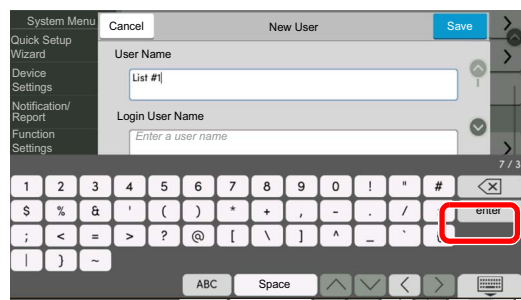 System Menu
Cancel
New User
Save
Quick Setup
Wizard
User Name
Device
Settings
List #1
Notification/
Report
Login User Name
Function
Settings
Enter a user name
7 / 3
1 2 3 4 5 6 7 8 9 0 ! " #
$ % & ' ( ) * + , - . / enter
; < = > ? @ [ \ ] ^ _ ` {
| } ~
ABC Space